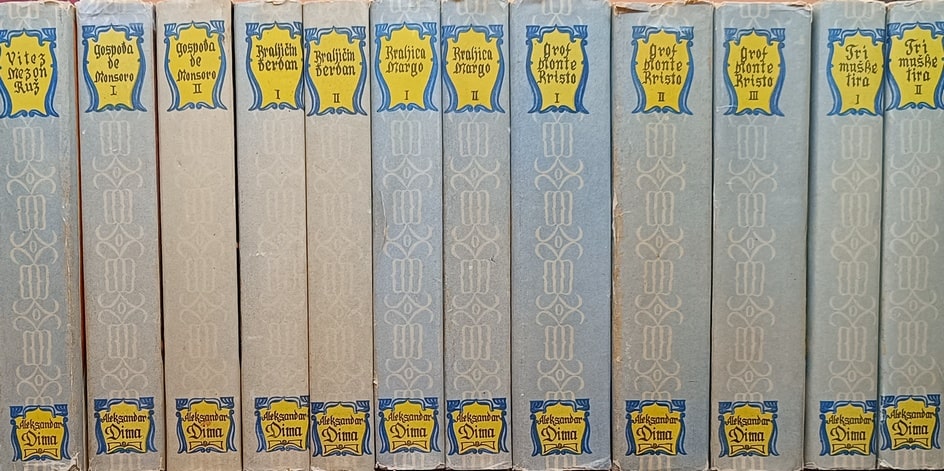 Vitez
Mezon
Ruž
Aleksandar
Dima
Gospođa
de
Monsoro
I
Aleksandar
Dima
Gospođa
de
Monsoro
II
Aleksandar
Dima
Kraljičin
đerdan
I
Aleksandar
Dima
Kraljičin
đerdan
II
Aleksandar
Dima
Kraljica
Margo
I
Aleksandar
Dima
Kraljica
Margo
II
Aleksandar
Dima
Grof
Monte
Kristo
I
Aleksandar
Dima
Grof
Monte
Kristo
II
Aleksandar
Dima
Grof
Monte
Kristo
III
Aleksandar
Dima
Tri
muške
tira
I
Aleksandar
Dima
Tri
muške
tira
II
Aleksandar
Dima